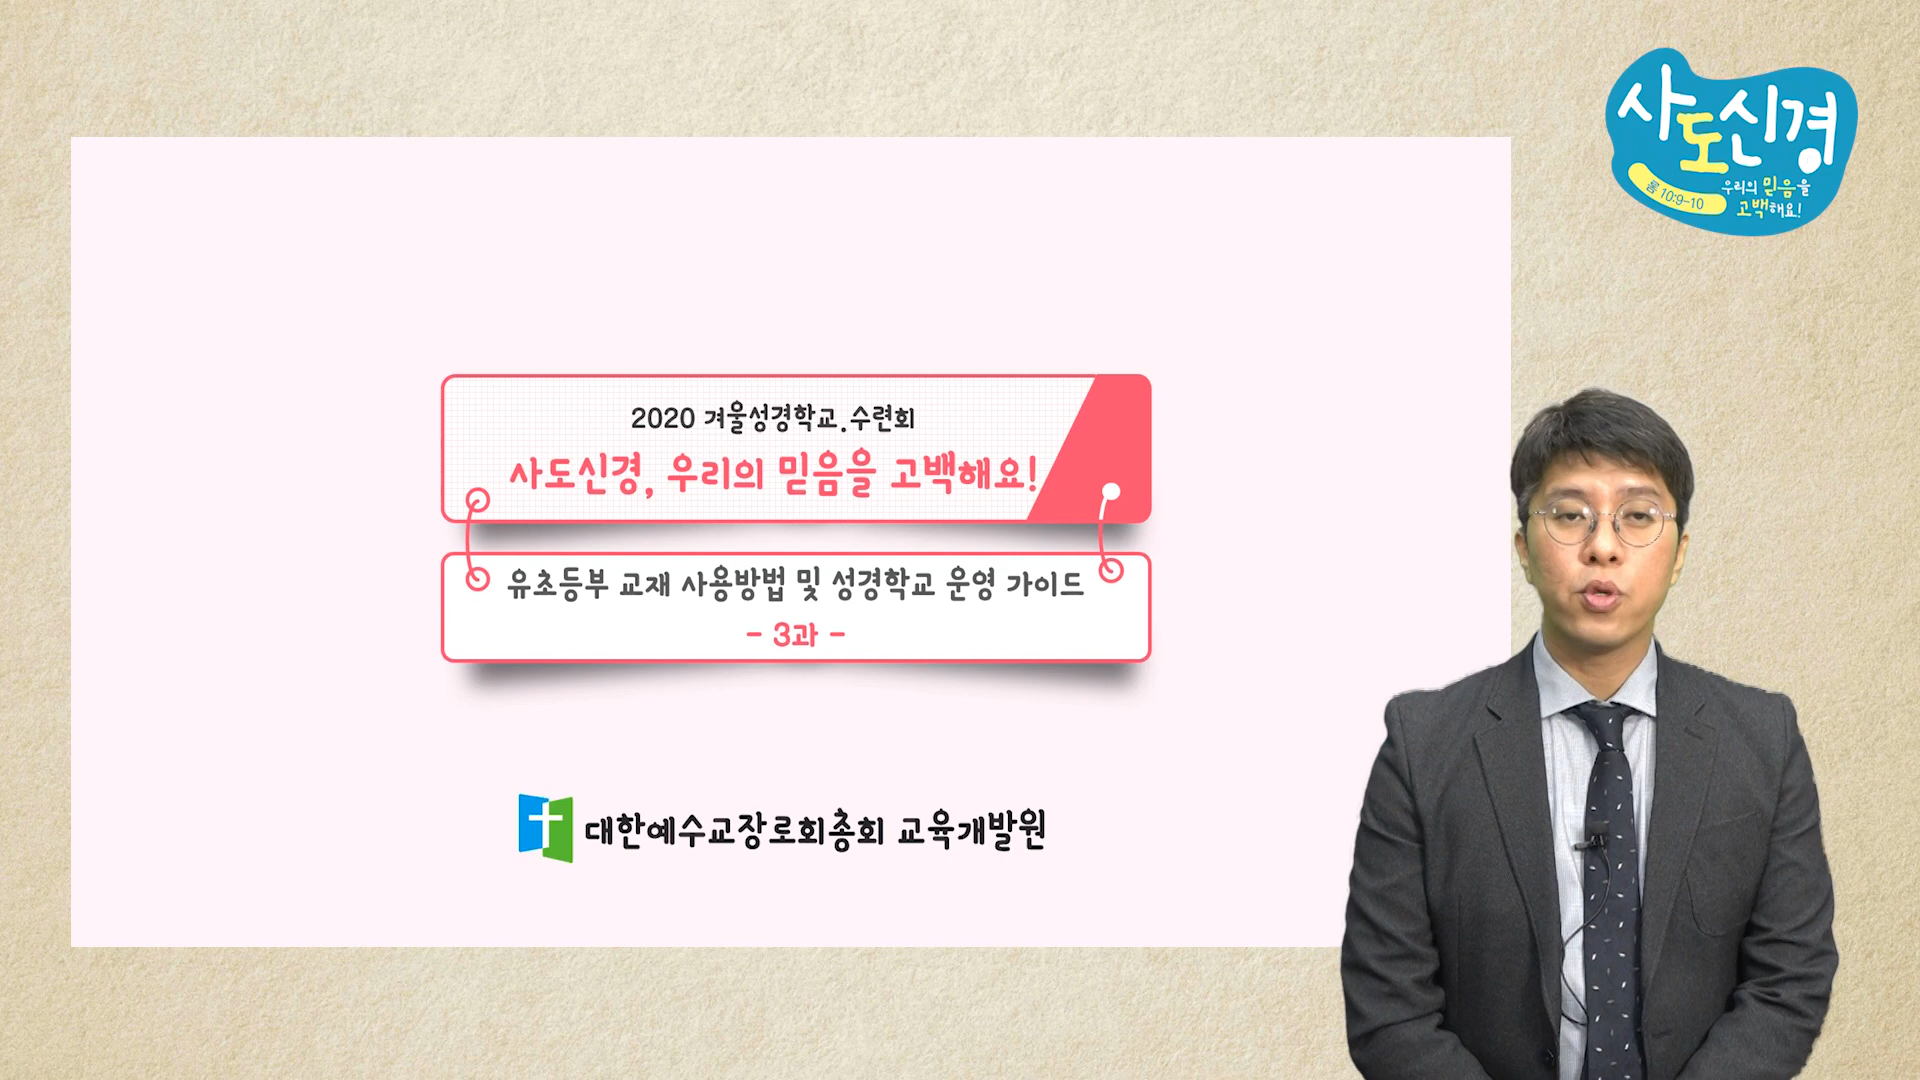 2020 겨울성경학교.수련회
사도신경, 우리의 믿음을 고백해요!
유초등부 교재 사용방법 및 성경학교 운영 가이드
- 3과 -
대한예수교장로회총회 교육개발원
사도신경
롬 10:9-10
우리의 믿음을
고백해요!